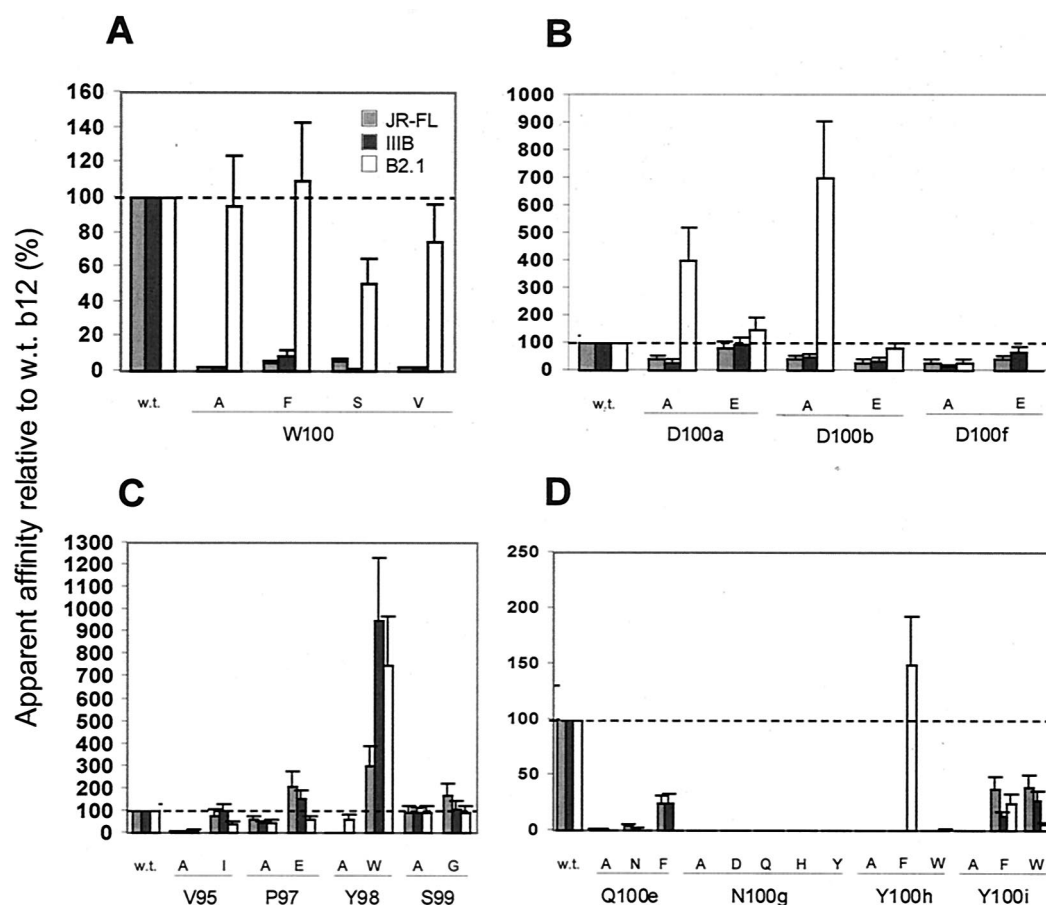 A
B
160
140
120
100
80
60
40
20
0
JR-FL
IIIB
B2.1
w.t. A F S V
W100
1000
900
800
700
600
500
400
300
200
100
0
w.t. A E A E A E
D100a D100b D100f
Apparent affinity relative to w.t. b12 (%)
C
D
1300
1200
1100
1000
900
800
700
600
500
400
300
200
100
0
w.t. A I A E A W A G
V95 P97 Y98 S99
250
200
150
100
50
0
w.t. A N F A D Q H Y A F W A F W
Q100e N100g Y100h Y100i